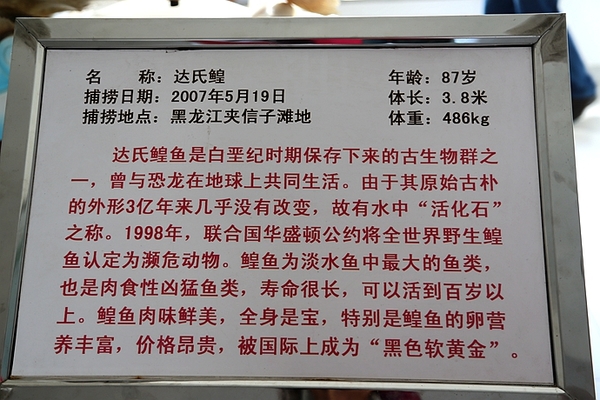 名　　称：达氏鳇　　年龄：87岁
捕捞日期：2007年5月19日　　体长：3.8米
捕捞地点：黑龙江夹信子滩地　　体重：486kg
达氏鳇鱼是白垩纪时期保存下来的古生物群之
一，曾与恐龙在地球上共同生活。由于其原始古朴
的外形3亿年来几乎没有改变，故有水中“活化石”
之称。1998年，联合国华盛顿公约将全世界野生鳇
鱼认定为濒危动物。鳇鱼为淡水鱼中最大的鱼类，
也是肉食性凶猛鱼类，寿命很长，可以活到百岁以
上。鳇鱼肉味鲜美，全身是宝，特别是鳇鱼的卵营
养丰富，价格昂贵，被国际上成为“黑色软黄金”。